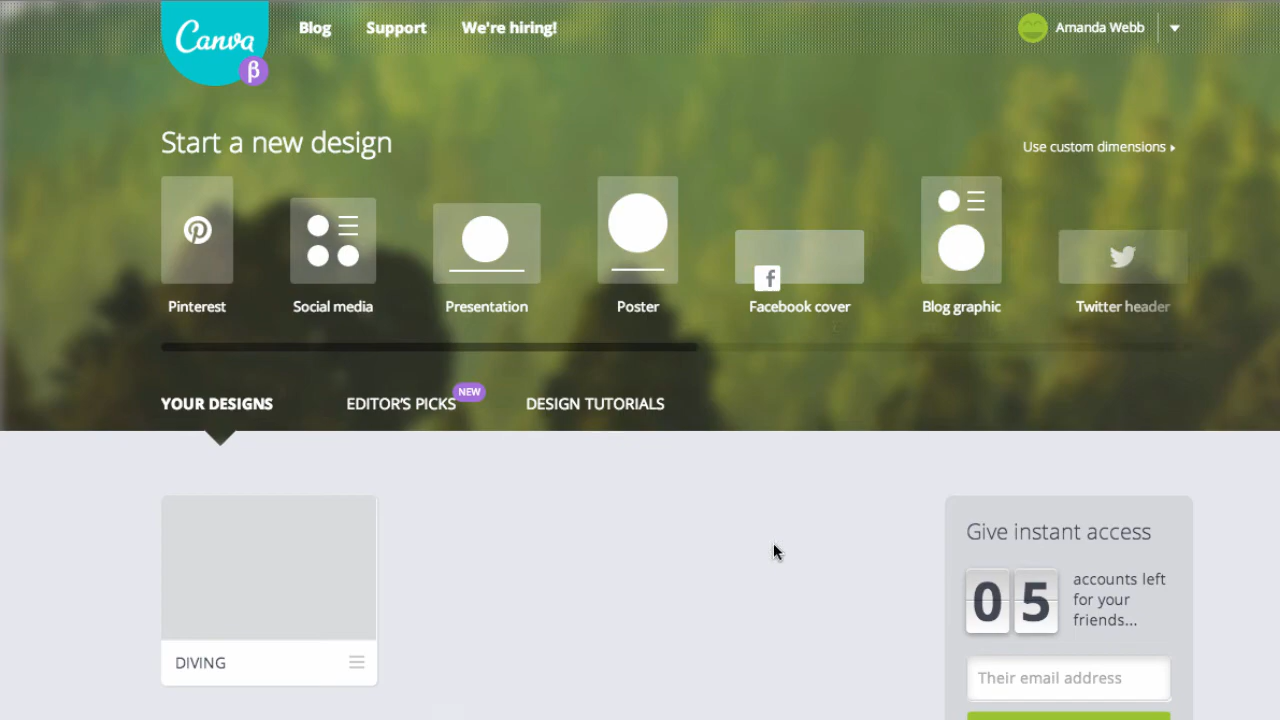 Canva
β
Blog
Support
We're hiring!
Amanda Webb
Start a new design
Use custom dimensions
Pinterest
Social media
Presentation
Poster
Facebook cover
Blog graphic
Twitter header
YOUR DESIGNS
EDITOR'S PICKS
NEW
DESIGN TUTORIALS
DIVING
Give instant access
05
accounts left
for your
friends...
Their email address